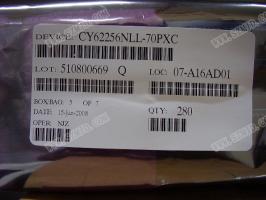 DEVICE: CY62256NLL-70PXC
LOT: 510800669 Q LOC: 07-A16AD01
BOX/BAG: 5 OF 7
DATE: 15-Jan-2008 QTY: 280
OPER: NIZ